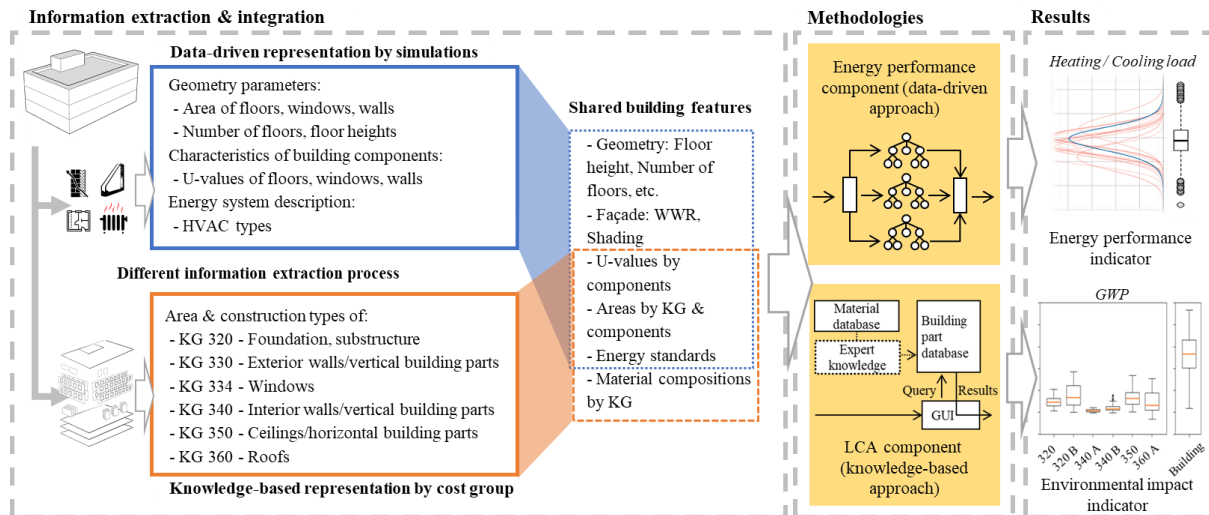 Information extraction & integration
Data-driven representation by simulations
Geometry parameters:
- Area of floors, windows, walls
- Number of floors, floor heights
Characteristics of building components:
- U-values of floors, windows, walls
Energy system description:
- HVAC types
Different information extraction process
Area & construction types of:
- KG 320 - Foundation, substructure
- KG 330 - Exterior walls/vertical building parts
- KG 334 - Windows
- KG 340 - Interior walls/vertical building parts
- KG 350 - Ceilings/horizontal building parts
- KG 360 - Roofs
Knowledge-based representation by cost group
Shared building features
- Geometry: Floor
height, Number of
floors, etc.
- Façade: WWR,
Shading
- U-values by
components
- Areas by KG &
components
- Energy standards
- Material compositions
by KG
Methodologies
Energy performance
component (data-driven
approach)
Material
database
Expert
knowledge
Building
part
database
Query
Results
GUI
LCA component
(knowledge-based
approach)
Results
Heating / Cooling load
Energy performance
indicator
GWP
320
320 B
340 A
340 B
350
360 A
Building
Environmental impact
indicator